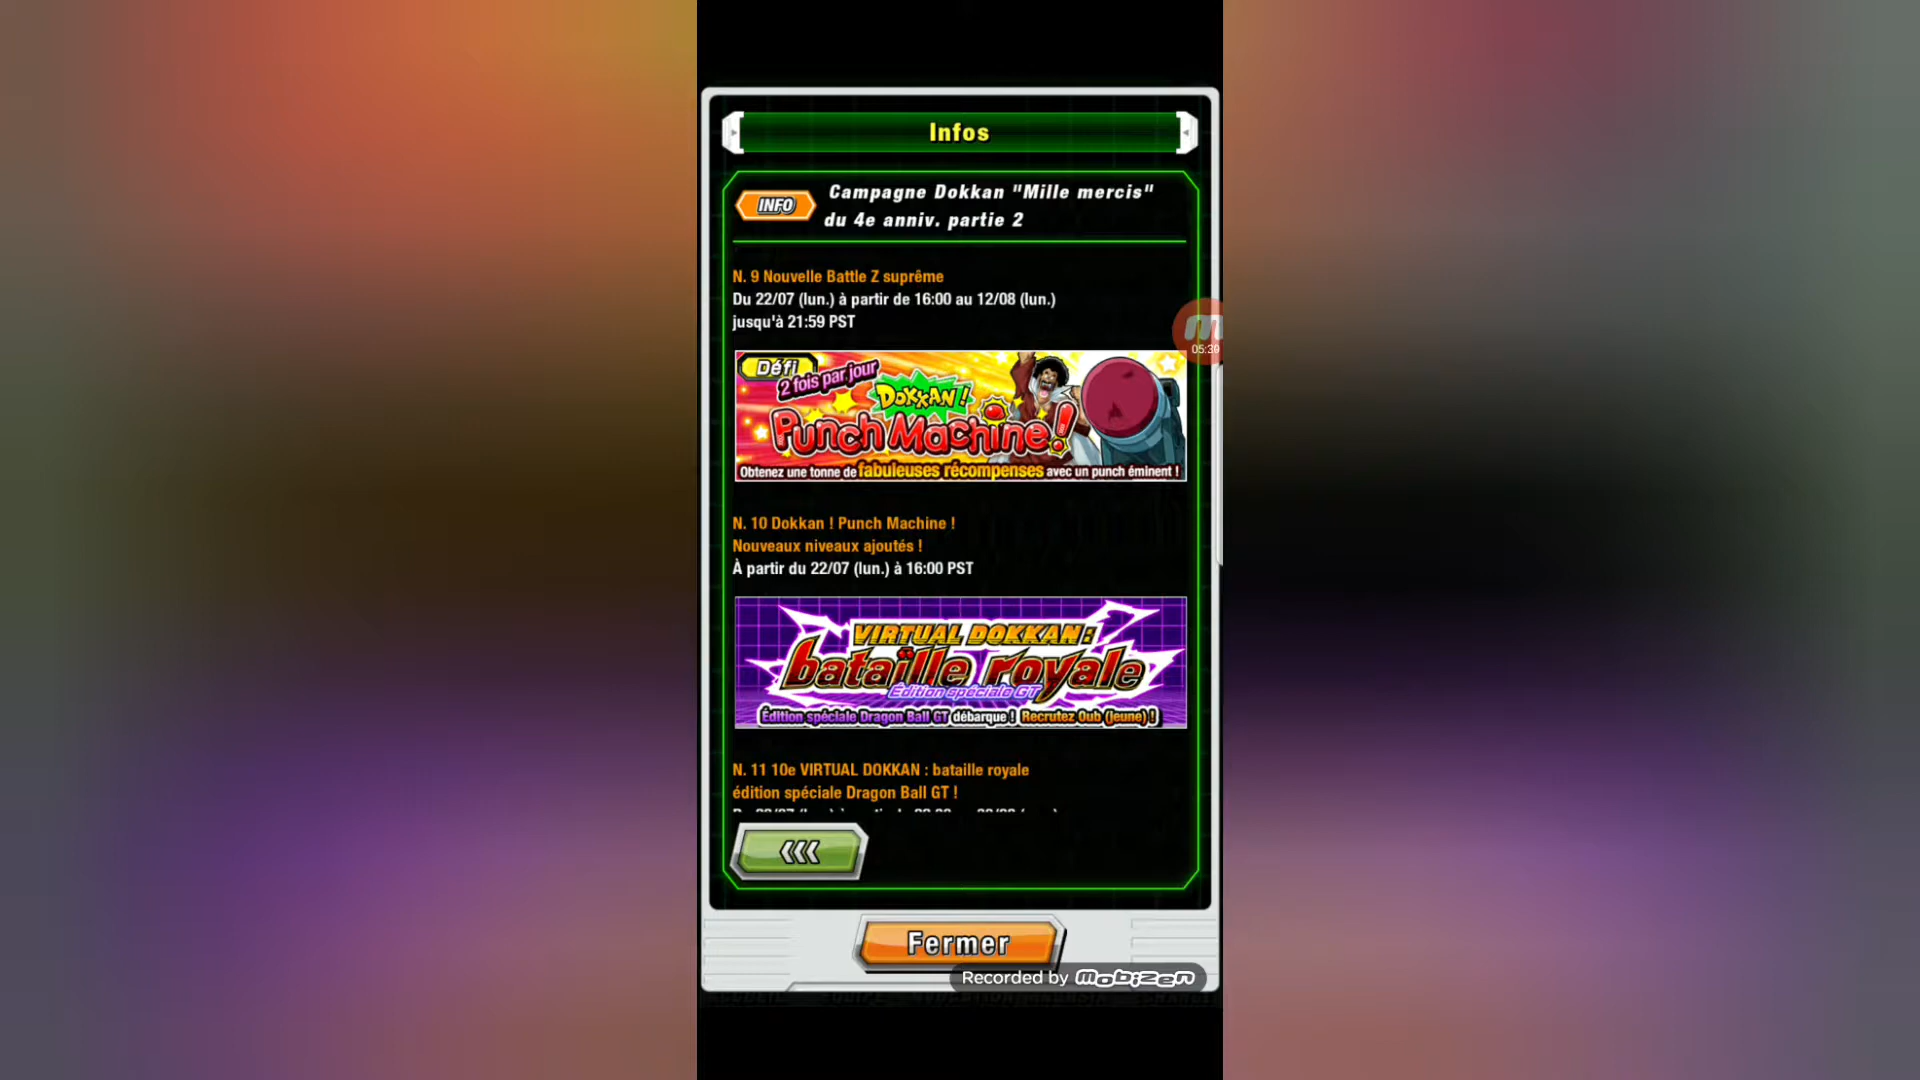 Infos
INFO
Campagne Dokkan "Mille mercis"
du 4e anniv. partie 2
N. 9 Nouvelle Battle Z suprême
Du 22/07 (lun.) à partir de 16:00 au 12/08 (lun.)
jusqu'à 21:59 PST
05:39
Défi
2 fois par jour
DOKKAN!
Punch Machine!
Obtenez une tonne de fabuleuses récompenses avec un punch éminent !
N. 10 Dokkan ! Punch Machine !
Nouveaux niveaux ajoutés !
À partir du 22/07 (lun.) à 16:00 PST
VIRTUAL DOKKAN :
bataille royale
Édition spéciale GT
Édition spéciale Dragon Ball GT débarque ! Recrutez Oub (jeune) !
N. 11 10e VIRTUAL DOKKAN : bataille royale
édition spéciale Dragon Ball GT !
Fermer
Recorded by mobizen